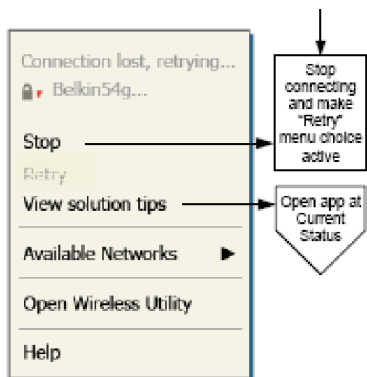 Connection lost, retrying...
Belkin54g...
Stop
Retry
View solution tips
Available Networks
Open Wireless Utility
Help
Stop
connecting
and make
"Retry"
menu choice
active
Open app at
Current
Status